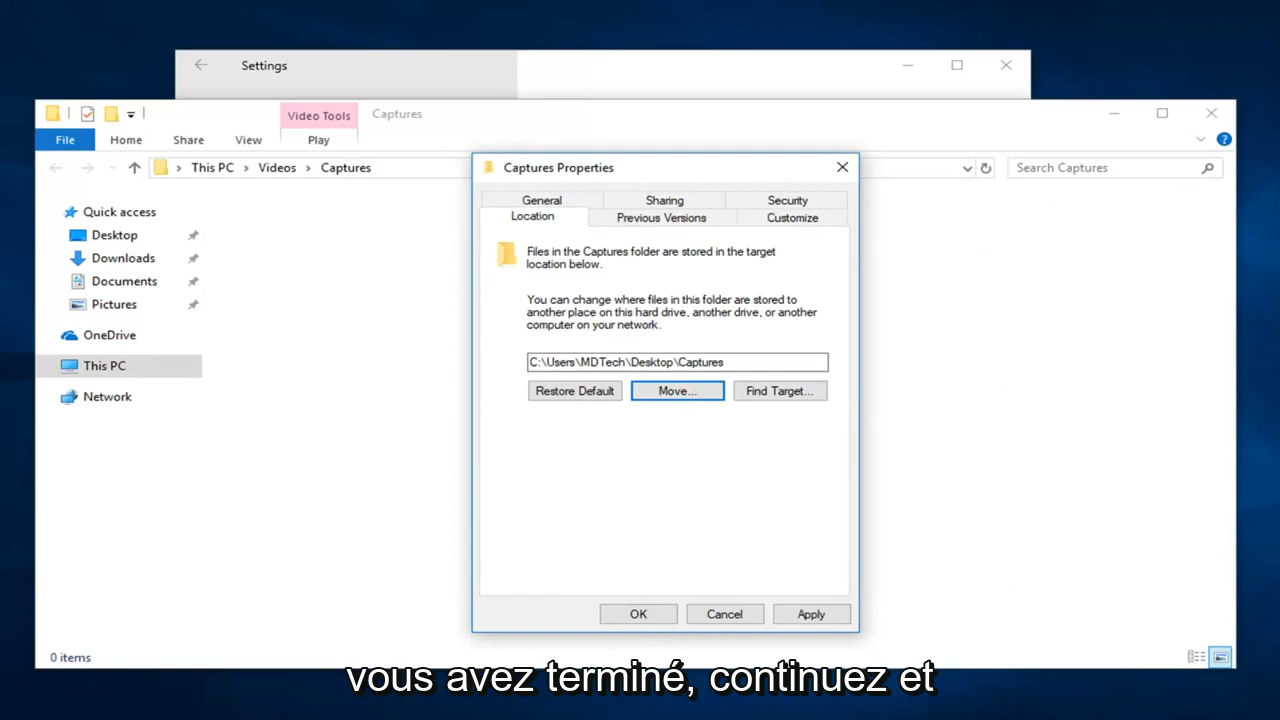 Settings
Video Tools
Captures
File
Home
Share
View
Play
This PC
Videos
Captures
Search Captures
Quick access
Desktop
Downloads
Documents
Pictures
OneDrive
This PC
Network
0 items
Captures Properties
General
Sharing
Security
Location
Previous Versions
Customize
Files in the Captures folder are stored in the target
location below.
You can change where files in this folder are stored to
another place on this hard drive, another drive, or another
computer on your network.
C:\Users\MDTech\Desktop\Captures
Restore Default
Move...
Find Target...
OK
Cancel
Apply
vous avez terminé, continuez et